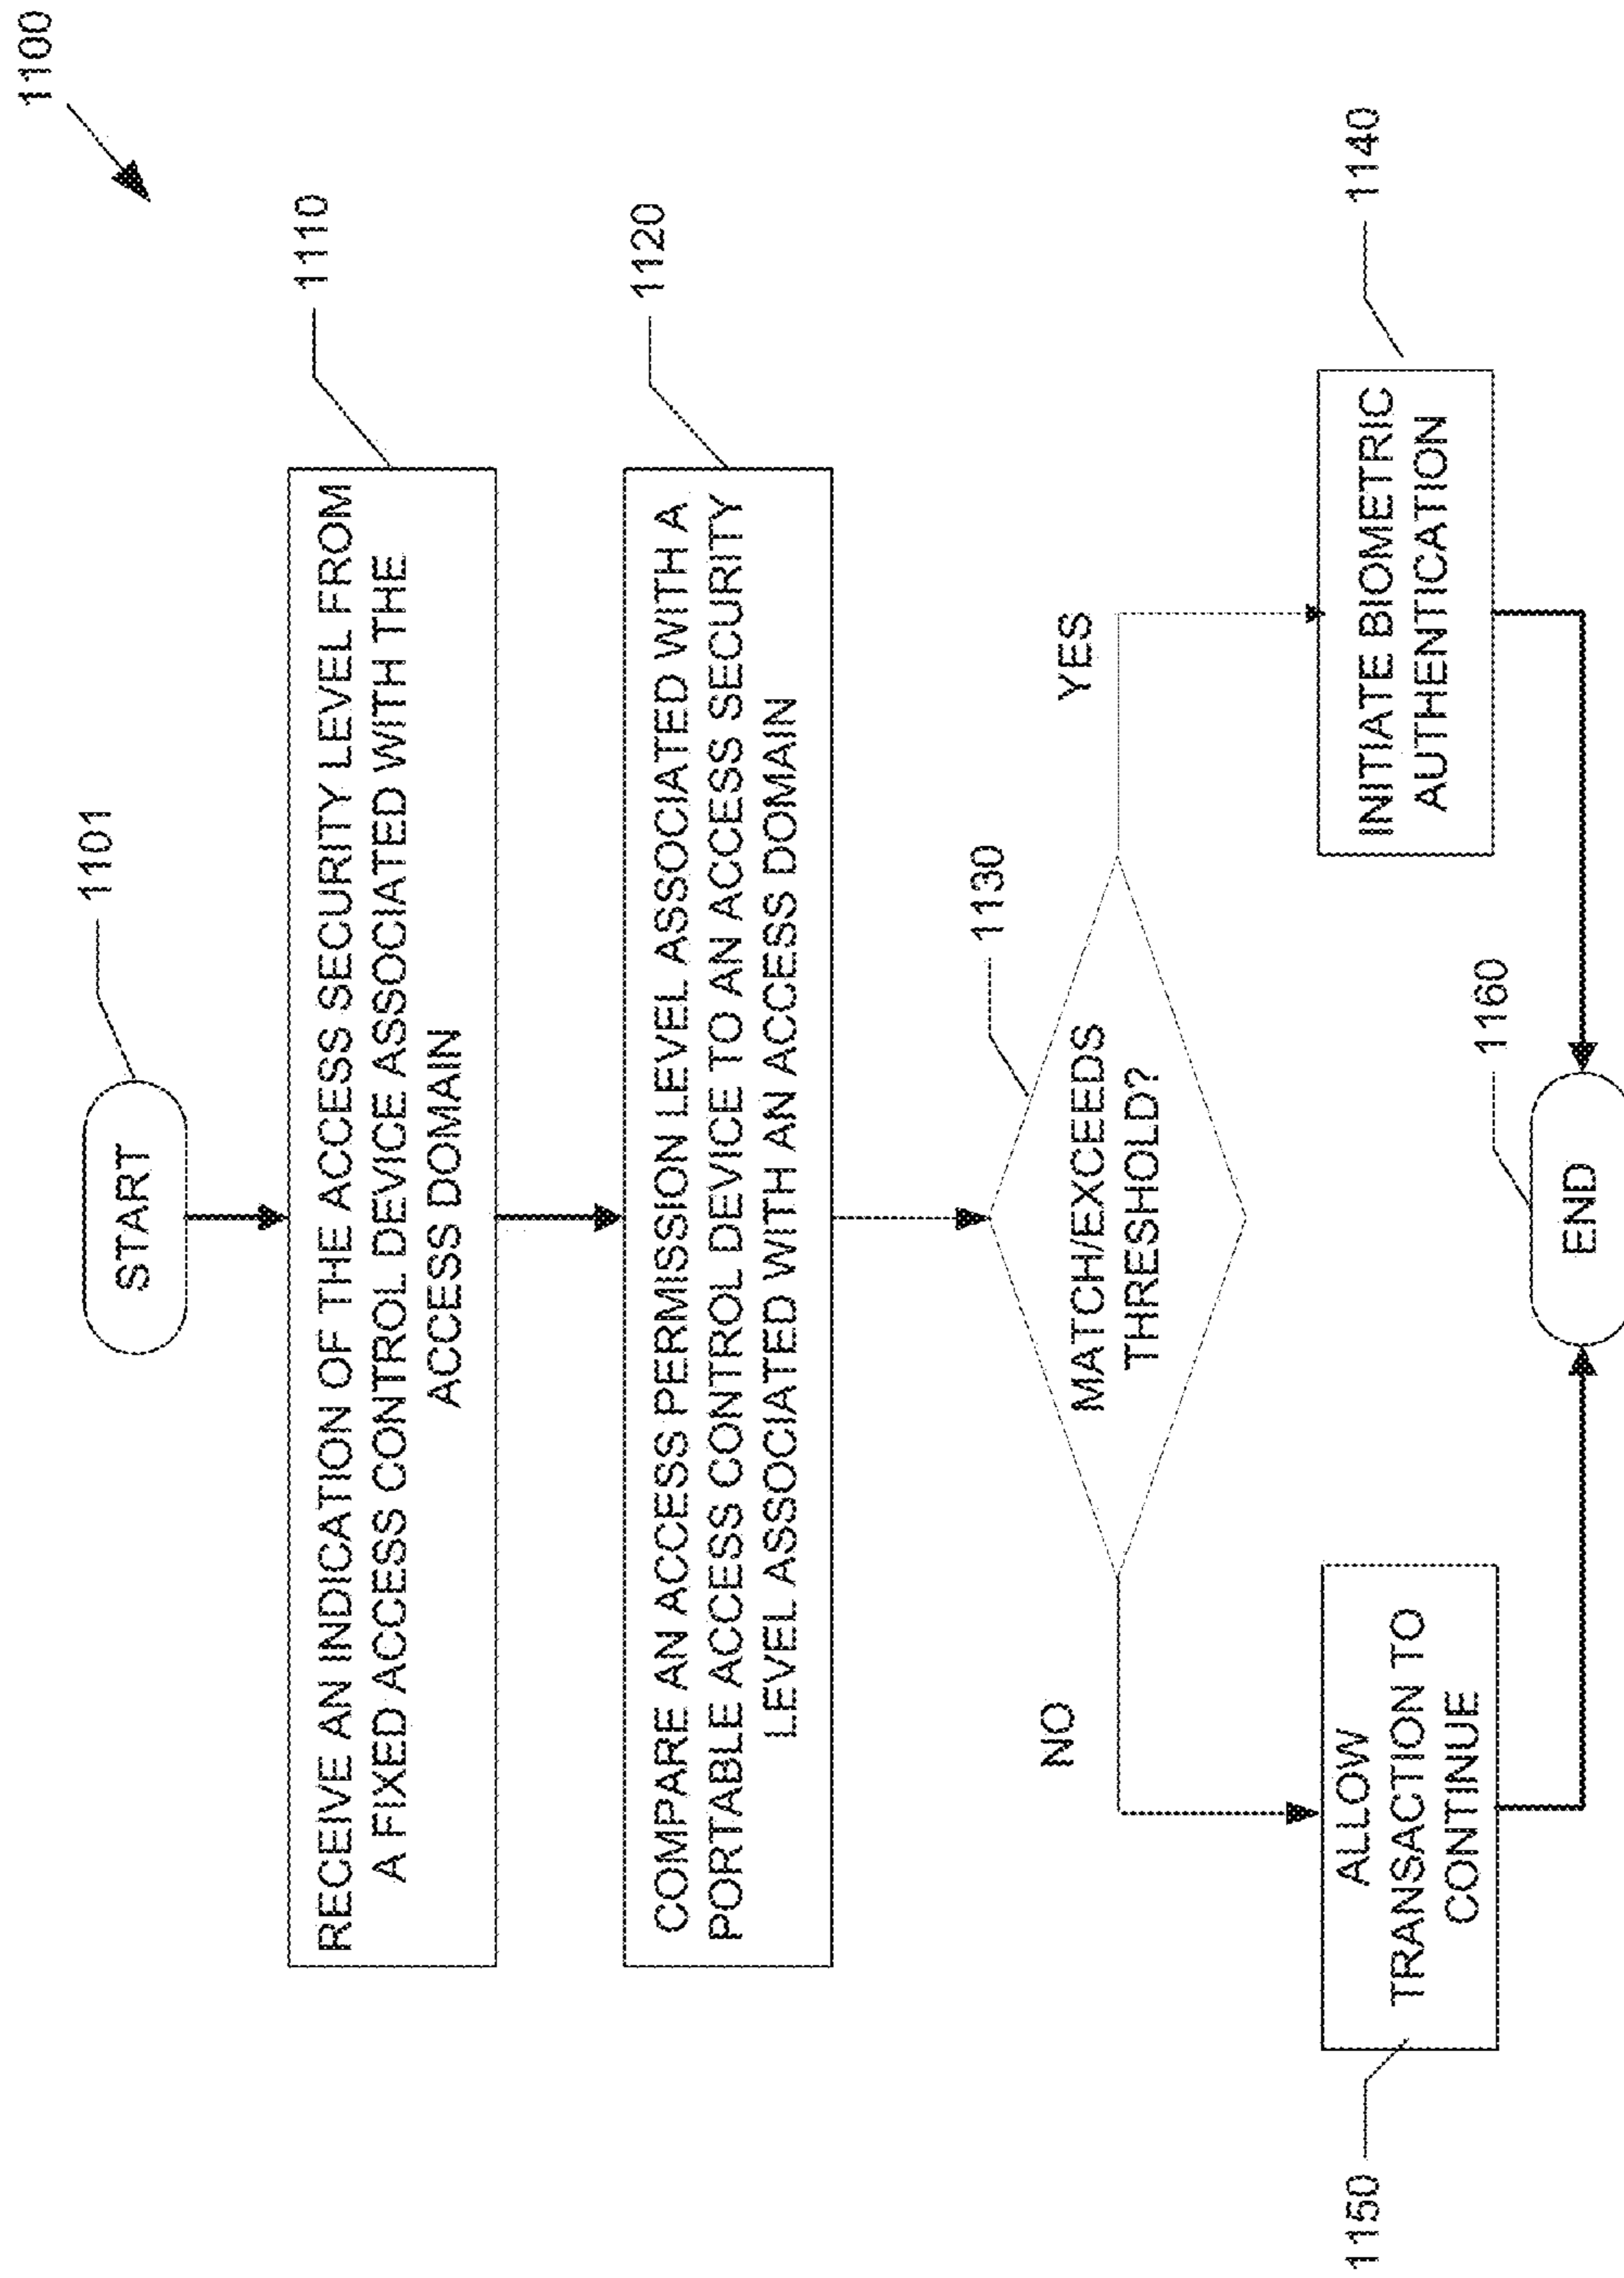 1100
START
1101
RECEIVE AN INDICATION OF THE ACCESS SECURITY LEVEL FROM
A FIXED ACCESS CONTROL DEVICE ASSOCIATED WITH THE
ACCESS DOMAIN
1110
COMPARE AN ACCESS PERMISSION LEVEL ASSOCIATED WITH A
PORTABLE ACCESS CONTROL DEVICE TO AN ACCESS SECURITY
LEVEL ASSOCIATED WITH AN ACCESS DOMAIN
1120
MATCH/EXCEEDS
THRESHOLD?
1130
NO
YES
ALLOW
TRANSACTION TO
CONTINUE
1150
INITIATE BIOMETRIC
AUTHENTICATION
1140
END
1160